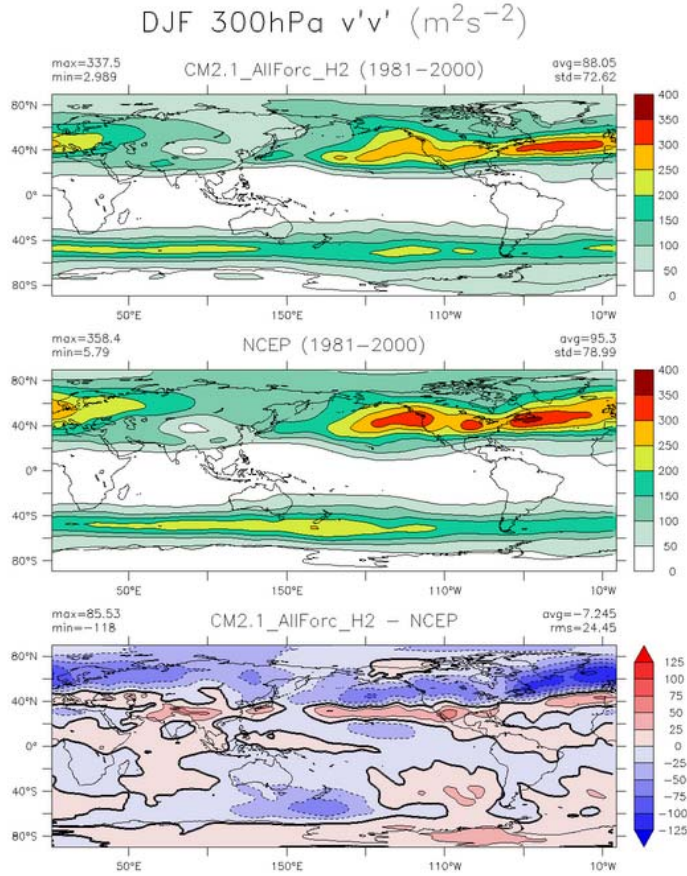 DJF 300hPa v'v' (m²s⁻²)
max=337.5
min=2.989
CM2.1_AllForc_H2 (1981−2000)
avg=88.05
std=72.62
80°N
40°N
0°
40°S
80°S
50°E
150°E
110°W
10°W
400
350
300
250
200
150
100
50
0
max=358.4
min=5.79
NCEP (1981−2000)
avg=95.3
std=78.99
80°N
40°N
0°
40°S
80°S
50°E
150°E
110°W
10°W
400
350
300
250
200
150
100
50
0
max=85.53
min=−118
CM2.1_AllForc_H2 − NCEP
avg=−7.245
rms=24.45
80°N
40°N
0°
40°S
80°S
50°E
150°E
110°W
10°W
125
100
75
50
25
0
−25
−50
−75
−100
−125